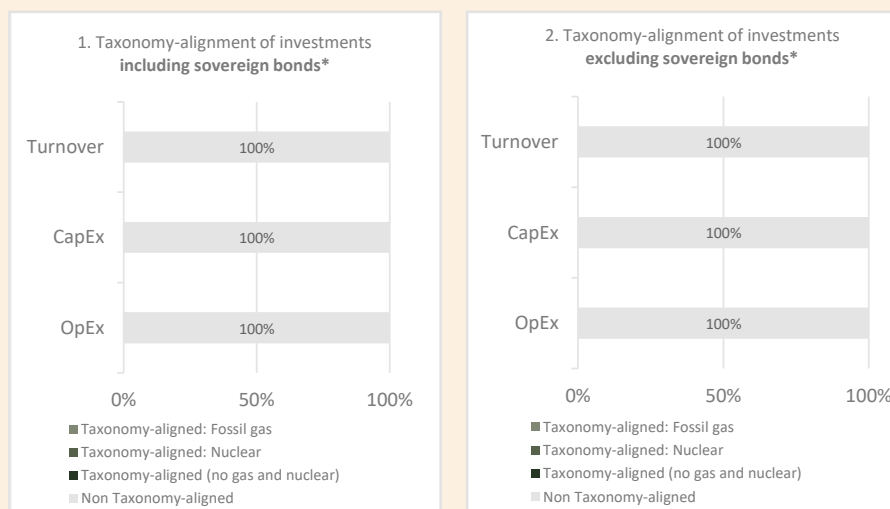 1. Taxonomy-alignment of investments
including sovereign bonds*
Turnover
100%
CapEx
100%
OpEx
100%
0%
50%
100%
Taxonomy-aligned: Fossil gas
Taxonomy-aligned: Nuclear
Taxonomy-aligned (no gas and nuclear)
Non Taxonomy-aligned
2. Taxonomy-alignment of investments
excluding sovereign bonds*
Turnover
100%
CapEx
100%
OpEx
100%
0%
50%
100%
Taxonomy-aligned: Fossil gas
Taxonomy-aligned: Nuclear
Taxonomy-aligned (no gas and nuclear)
Non Taxonomy-aligned